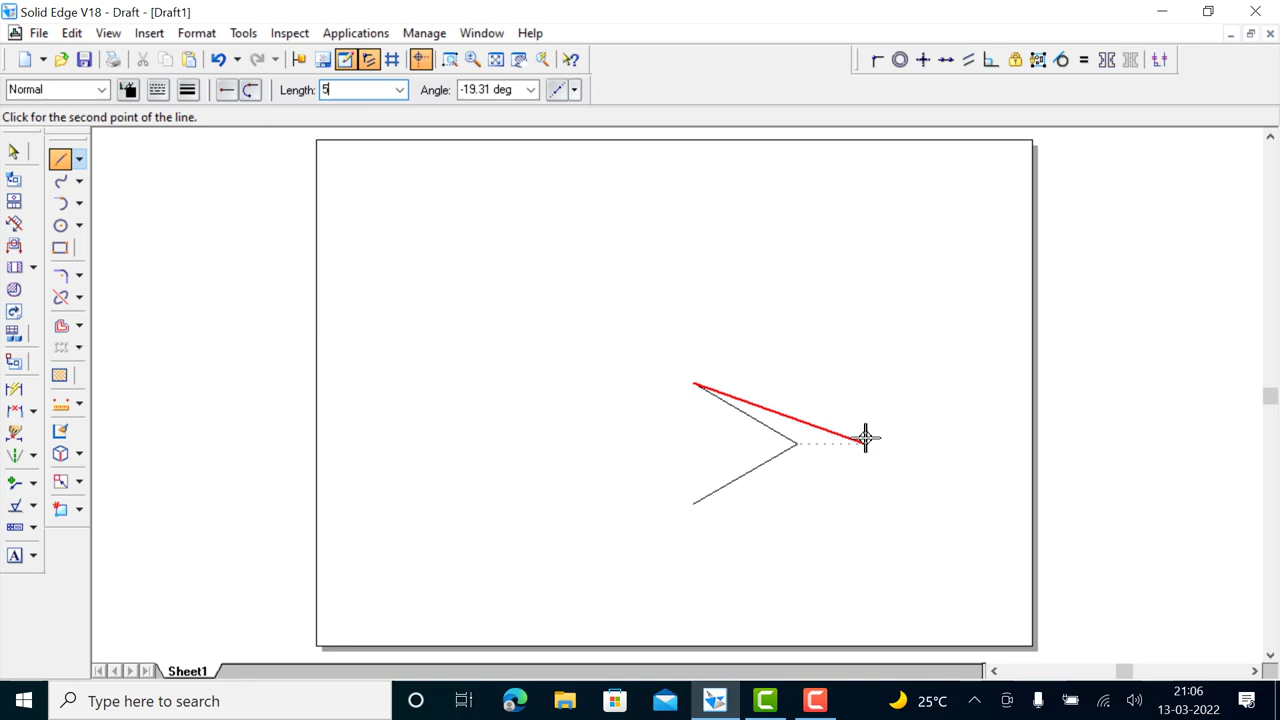 Solid Edge V18 - Draft - [Draft1]
File Edit View Insert Format Tools Inspect Applications Manage Window Help
Normal Length: 5 Angle: -19.31 deg
Click for the second point of the line.
A
Sheet1
Type here to search
25°C
21:06
13-03-2022